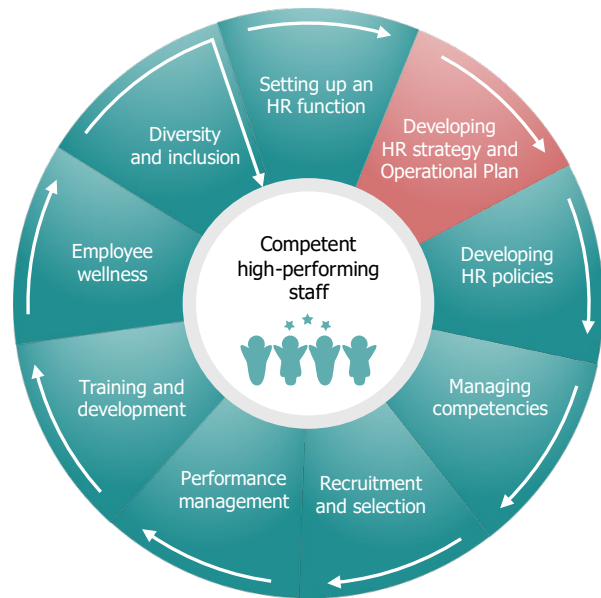 Setting up an
HR function
Developing
HR strategy and
Operational Plan
Developing
HR policies
Managing
competencies
Recruitment
and selection
Performance
management
Training and
development
Employee
wellness
Diversity
and inclusion
Competent
high-performing
staff